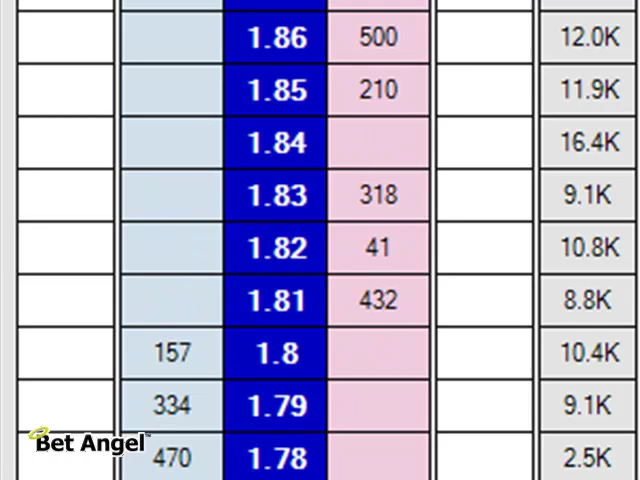 1.86 500 12.0K
1.85 210 11.9K
1.84 16.4K
1.83 318 9.1K
1.82 41 10.8K
1.81 432 8.8K
157 1.8 10.4K
334 1.79 9.1K
Bet Angel™
470 1.78 2.5K